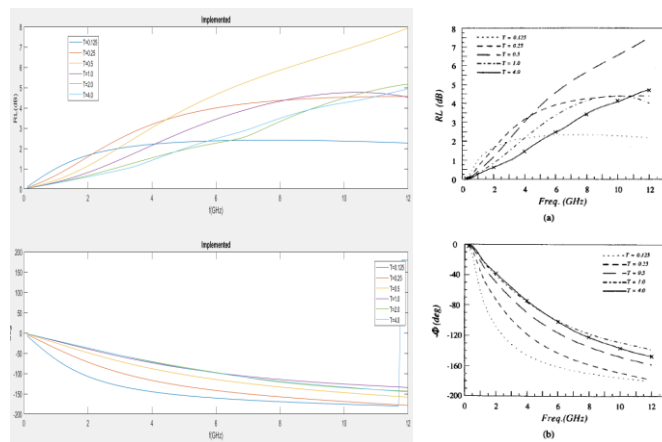 Implemented
8
7
6
5
4
3
2
1
0
RL(dB)
T=0.125
T=0.25
T=0.5
T=1.0
T=2.0
T=4.0
0 2 4 6 8 10 12
f(GHz)
8
7
6
5
4
3
2
1
0
RL (dB)
T = 0.125
T = 0.25
T = 0.5
T = 1.0
T = 4.0
0 2 4 6 8 10 12
Freq. (GHz)
(a)
Implemented
200
150
100
50
0
-50
-100
-150
-200
T=0.125
T=0.25
T=0.5
T=1.0
T=2.0
T=4.0
0 2 4 6 8 10 12
f(GHz)
0
-40
-80
-120
-160
-200
-Φ (deg)
T = 0.125
T = 0.25
T = 0.5
T = 1.0
T = 4.0
0 2 4 6 8 10 12
Freq.(GHz)
(b)